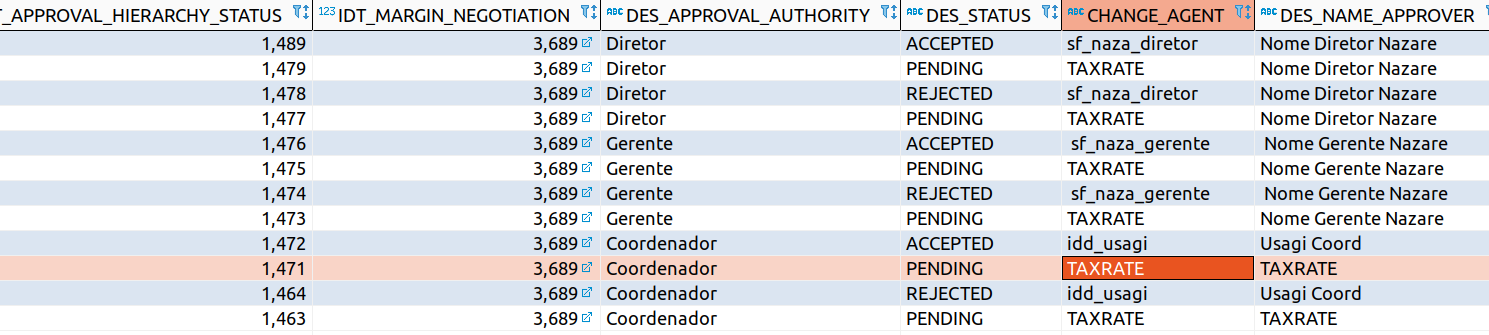 T_APPROVAL_HIERARCHY_STATUS 123 IDT_MARGIN_NEGOTIATION ABC DES_APPROVAL_AUTHORITY ABC DES_STATUS ABC CHANGE_AGENT ABC DES_NAME_APPROVER
1,489 3,689 Diretor ACCEPTED sf_naza_diretor Nome Diretor Nazare
1,479 3,689 Diretor PENDING TAXRATE Nome Diretor Nazare
1,478 3,689 Diretor REJECTED sf_naza_diretor Nome Diretor Nazare
1,477 3,689 Diretor PENDING TAXRATE Nome Diretor Nazare
1,476 3,689 Gerente ACCEPTED sf_naza_gerente Nome Gerente Nazare
1,475 3,689 Gerente PENDING TAXRATE Nome Gerente Nazare
1,474 3,689 Gerente REJECTED sf_naza_gerente Nome Gerente Nazare
1,473 3,689 Gerente PENDING TAXRATE Nome Gerente Nazare
1,472 3,689 Coordenador ACCEPTED idd_usagi Usagi Coord
1,471 3,689 Coordenador PENDING TAXRATE TAXRATE
1,464 3,689 Coordenador REJECTED idd_usagi Usagi Coord
1,463 3,689 Coordenador PENDING TAXRATE TAXRATE